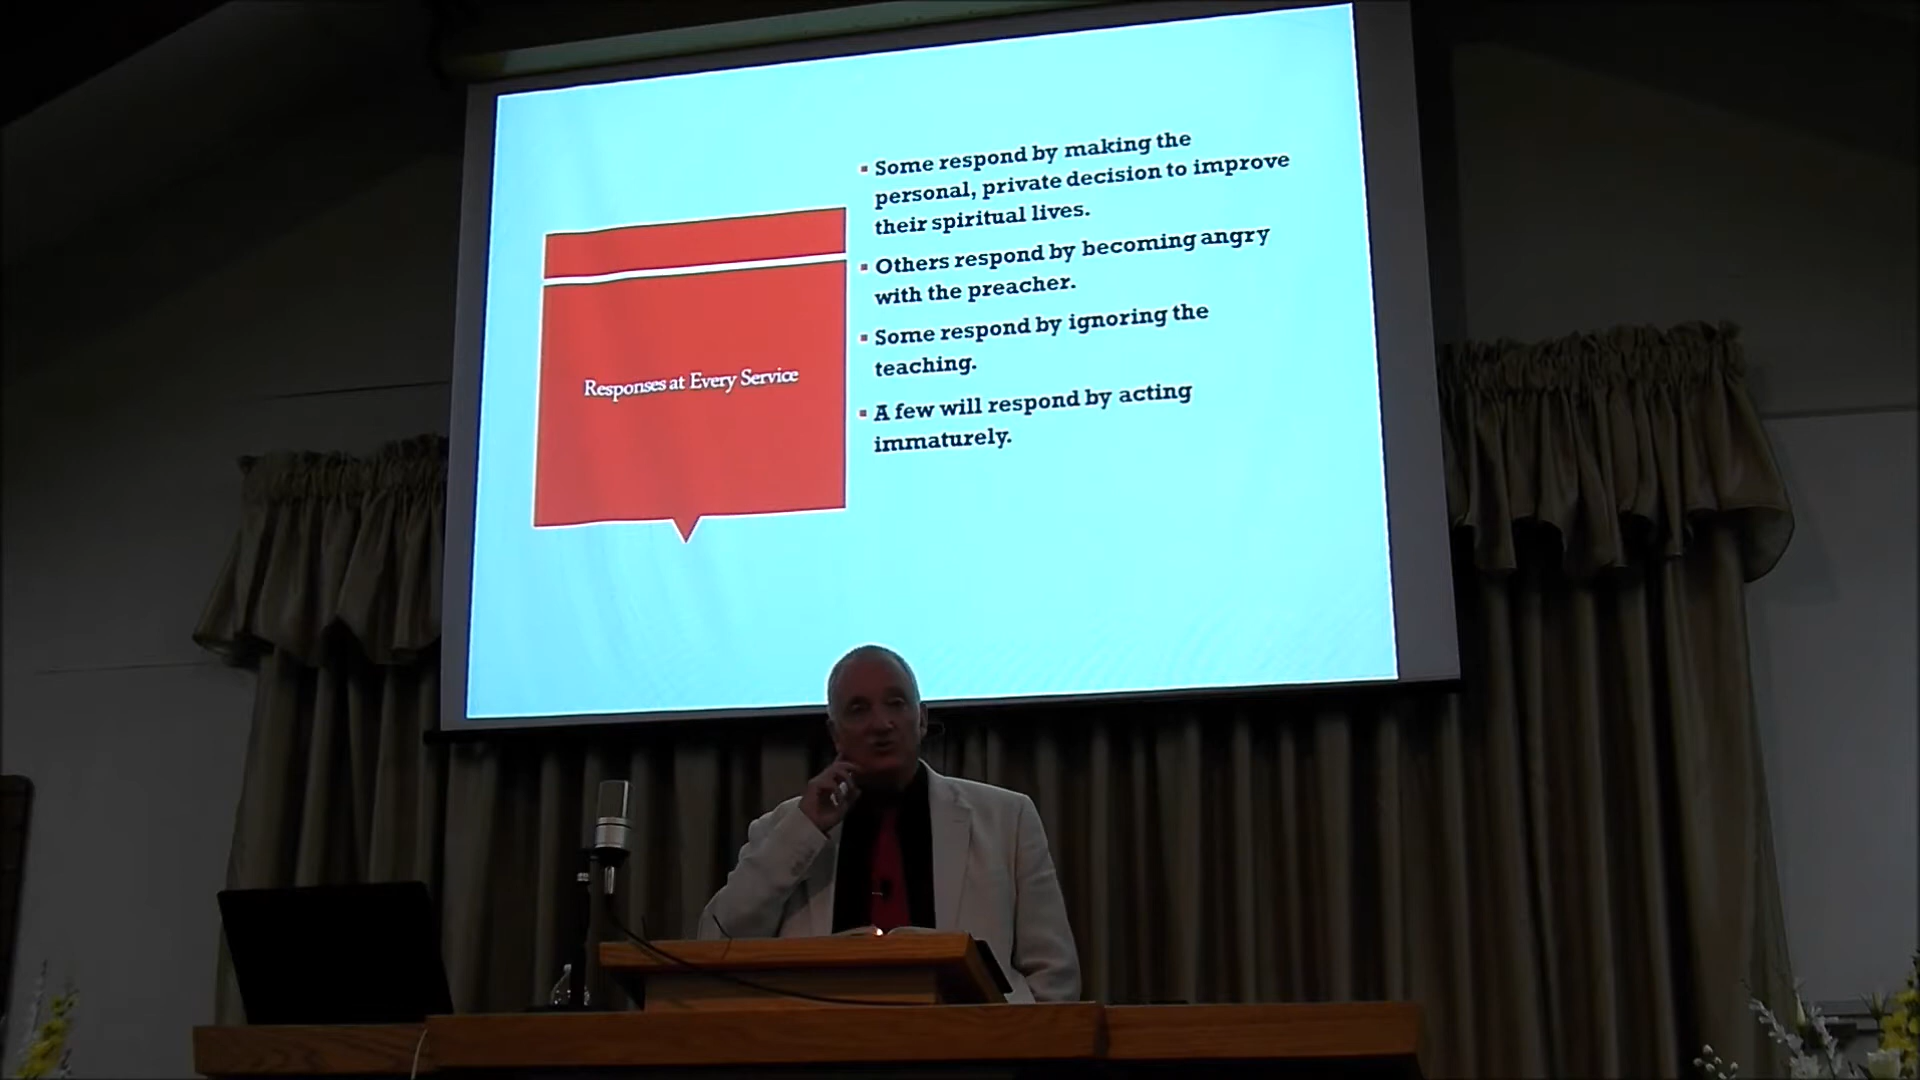 Responses at Every Service
▪ Some respond by making the
personal, private decision to improve
their spiritual lives.
▪ Others respond by becoming angry
with the preacher.
▪ Some respond by ignoring the
teaching.
▪ A few will respond by acting
immaturely.